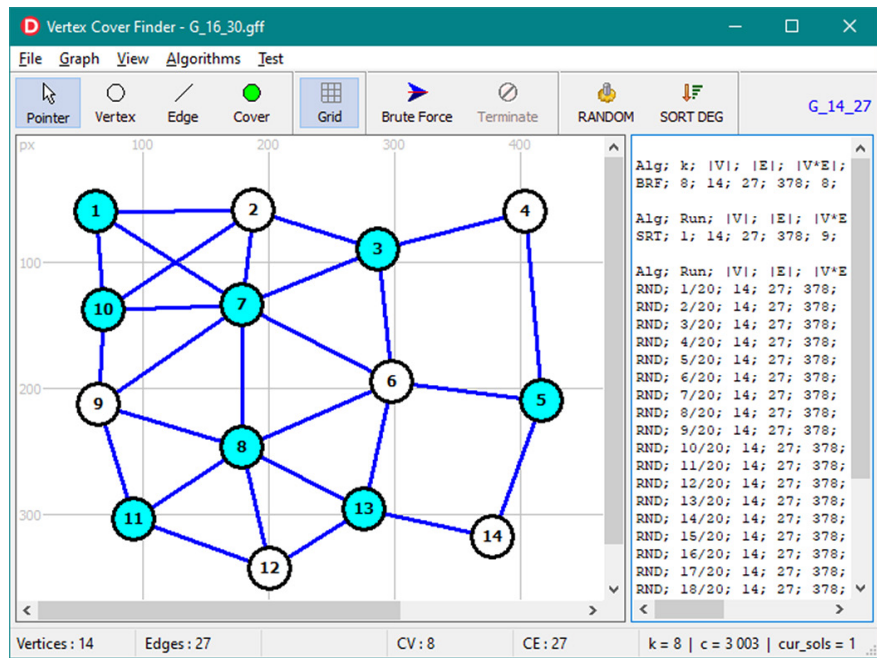 D Vertex Cover Finder - G_16_30.gff
File Graph View Algorithms Test
Pointer Vertex Edge Cover Grid Brute Force Terminate RANDOM SORT DEG G_14_27
px 100 200 300 400
100
200
300
1
2
3
4
10
7
6
9
5
8
11
13
14
12
Alg; k; |V|; |E|; |V*E|;
BRF; 8; 14; 27; 378; 8;
Alg; Run; |V|; |E|; |V*E
SRT; 1; 14; 27; 378; 9;
Alg; Run; |V|; |E|; |V*E
RND; 1/20; 14; 27; 378;
RND; 2/20; 14; 27; 378;
RND; 3/20; 14; 27; 378;
RND; 4/20; 14; 27; 378;
RND; 5/20; 14; 27; 378;
RND; 6/20; 14; 27; 378;
RND; 7/20; 14; 27; 378;
RND; 8/20; 14; 27; 378;
RND; 9/20; 14; 27; 378;
RND; 10/20; 14; 27; 378;
RND; 11/20; 14; 27; 378;
RND; 12/20; 14; 27; 378;
RND; 13/20; 14; 27; 378;
RND; 14/20; 14; 27; 378;
RND; 15/20; 14; 27; 378;
RND; 16/20; 14; 27; 378;
RND; 17/20; 14; 27; 378;
RND; 18/20; 14; 27; 378;
Vertices : 14 Edges : 27 CV : 8 CE : 27 k = 8 | c = 3 003 | cur_sols = 1